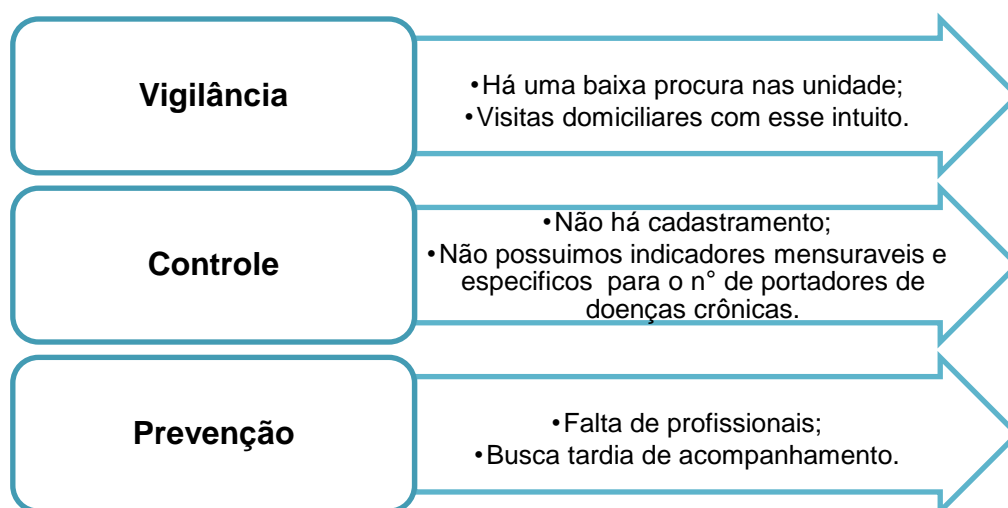 Vigilância
•Há uma baixa procura nas unidade;
•Visitas domiciliares com esse intuito.
Controle
•Não há cadastramento;
•Não possuimos indicadores mensuraveis e
especificos para o n° de portadores de
doenças crônicas.
Prevenção
•Falta de profissionais;
•Busca tardia de acompanhamento.